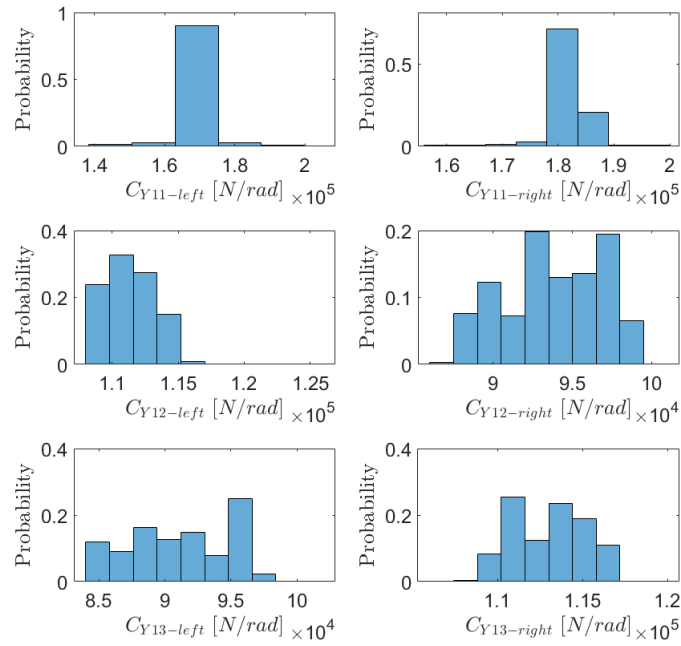 Probability
1
0.5
0
1.4 1.6 1.8 2
C_{Y11-left} [N/rad] ×10^5
Probability
0.5
0
1.6 1.7 1.8 1.9 2
C_{Y11-right} [N/rad] ×10^5
Probability
0.4
0.2
0
1.1 1.15 1.2 1.25
C_{Y12-left} [N/rad] ×10^5
Probability
0.2
0.1
0
9 9.5 10
C_{Y12-right} [N/rad] ×10^4
Probability
0.4
0.2
0
8.5 9 9.5 10
C_{Y13-left} [N/rad] ×10^4
Probability
0.4
0.2
0
1.1 1.15 1.2
C_{Y13-right} [N/rad] ×10^5